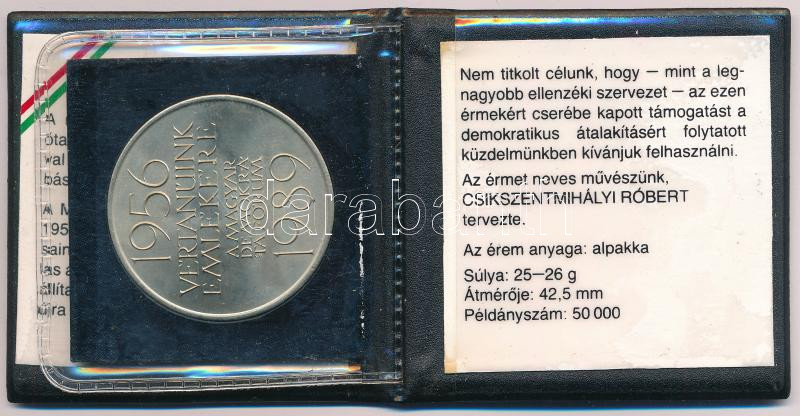 1956
VÉRTANÚINK
EMLÉKÉRE
A MAGYAR
DEMOKRA
TA FÓRUM
1989
Nem titkolt célunk, hogy — mint a leg-
nagyobb ellenzéki szervezet — az ezen
érmekért cserébe kapott támogatást a
demokratikus átalakításért folytatott
küzdelmünkben kívánjuk felhasználni.
Az érmet neves művészünk,
CSIKSZENTMIHÁLYI RÓBERT
tervezte.
Az érem anyaga: alpakka
Súlya: 25—26 g
Átmérője: 42,5 mm
Példányszám: 50 000